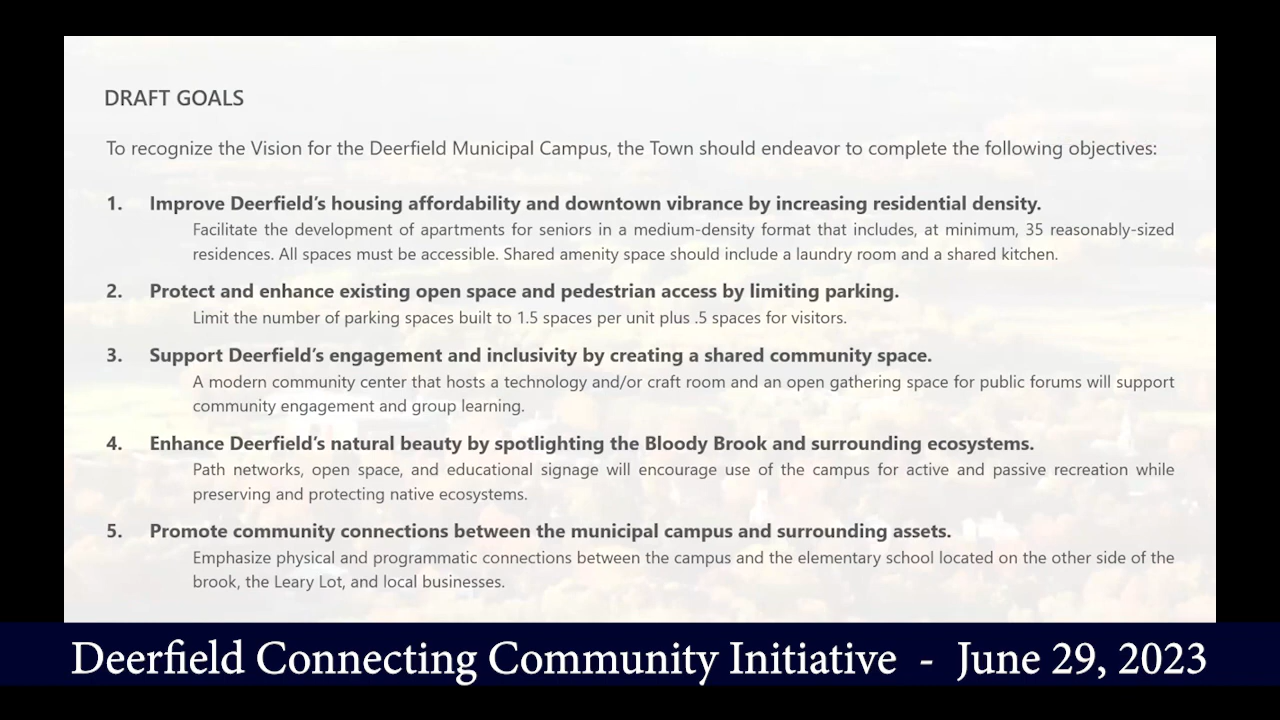 DRAFT GOALS
To recognize the Vision for the Deerfield Municipal Campus, the Town should endeavor to complete the following objectives:
1. Improve Deerfield’s housing affordability and downtown vibrance by increasing residential density.
Facilitate the development of apartments for seniors in a medium-density format that includes, at minimum, 35 reasonably-sized
residences. All spaces must be accessible. Shared amenity space should include a laundry room and a shared kitchen.
2. Protect and enhance existing open space and pedestrian access by limiting parking.
Limit the number of parking spaces built to 1.5 spaces per unit plus .5 spaces for visitors.
3. Support Deerfield’s engagement and inclusivity by creating a shared community space.
A modern community center that hosts a technology and/or craft room and an open gathering space for public forums will support
community engagement and group learning.
4. Enhance Deerfield’s natural beauty by spotlighting the Bloody Brook and surrounding ecosystems.
Path networks, open space, and educational signage will encourage use of the campus for active and passive recreation while
preserving and protecting native ecosystems.
5. Promote community connections between the municipal campus and surrounding assets.
Emphasize physical and programmatic connections between the campus and the elementary school located on the other side of the
brook, the Leary Lot, and local businesses.
Deerfield Connecting Community Initiative - June 29, 2023